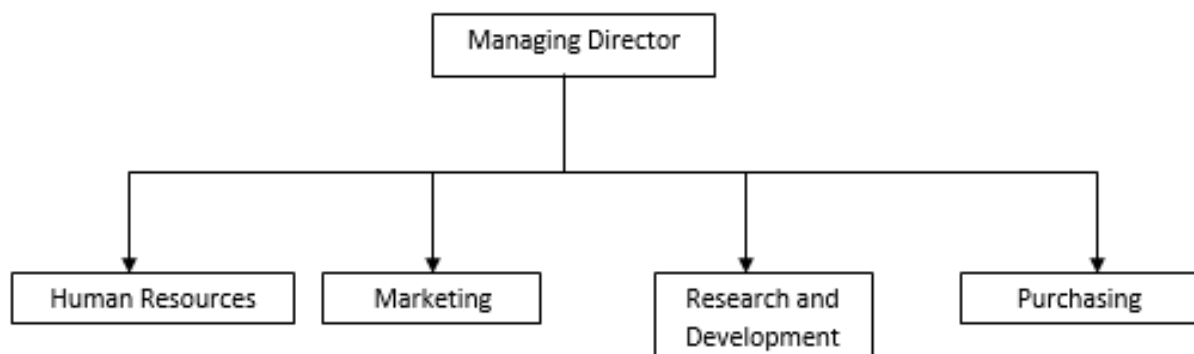 Managing Director
Human Resources
Marketing
Research and
Development
Purchasing